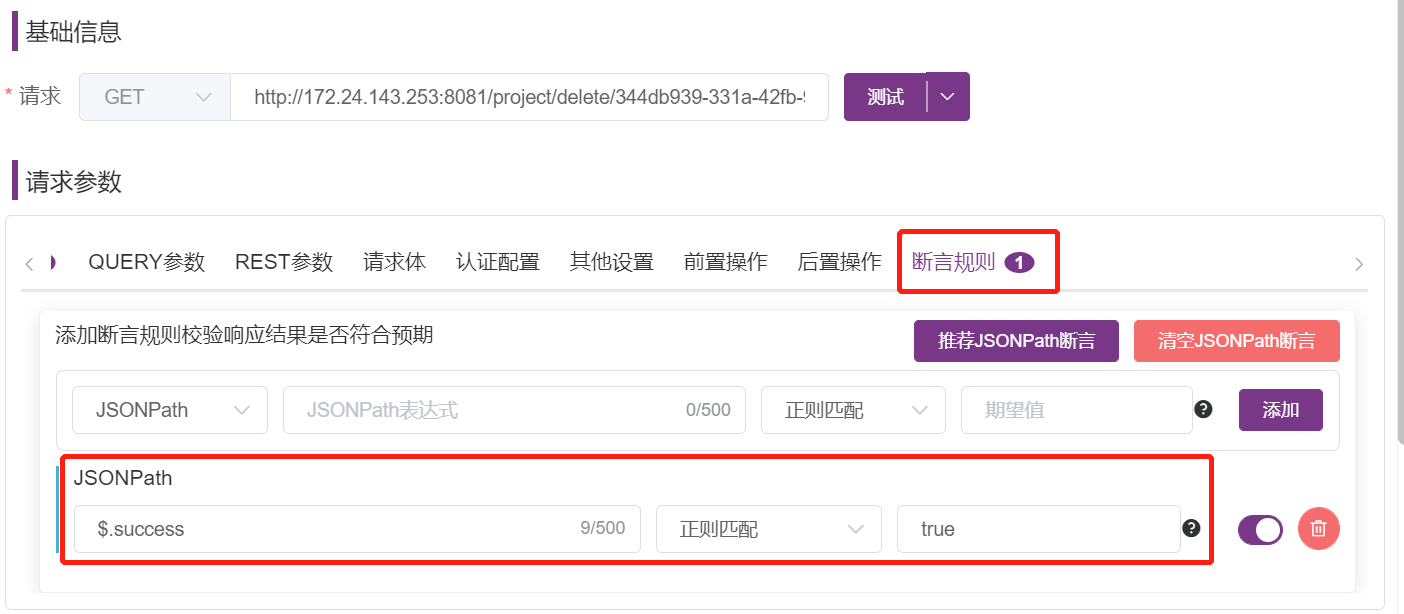 基础信息
* 请求 GET http://172.24.143.253:8081/project/delete/344db939-331a-42fb- 测试
请求参数
QUERY参数 REST参数 请求体 认证配置 其他设置 前置操作 后置操作 断言规则 1
添加断言规则校验响应结果是否符合预期 推荐JSONPath断言 清空JSONPath断言
JSONPath JSONPath表达式 0/500 正则匹配 期望值 ? 添加
JSONPath
$.success 9/500 正则匹配 true ?